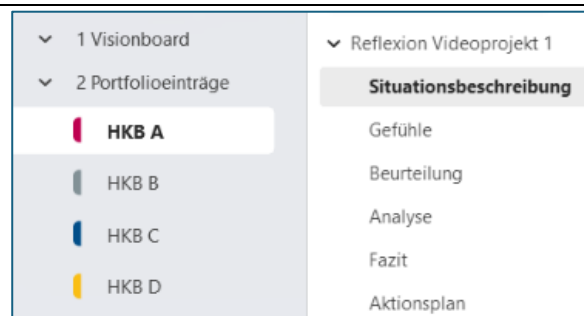 1 Visionboard
2 Portfolioeinträge
HKB A
HKB B
HKB C
HKB D
Reflexion Videoprojekt 1
Situationsbeschreibung
Gefühle
Beurteilung
Analyse
Fazit
Aktionsplan